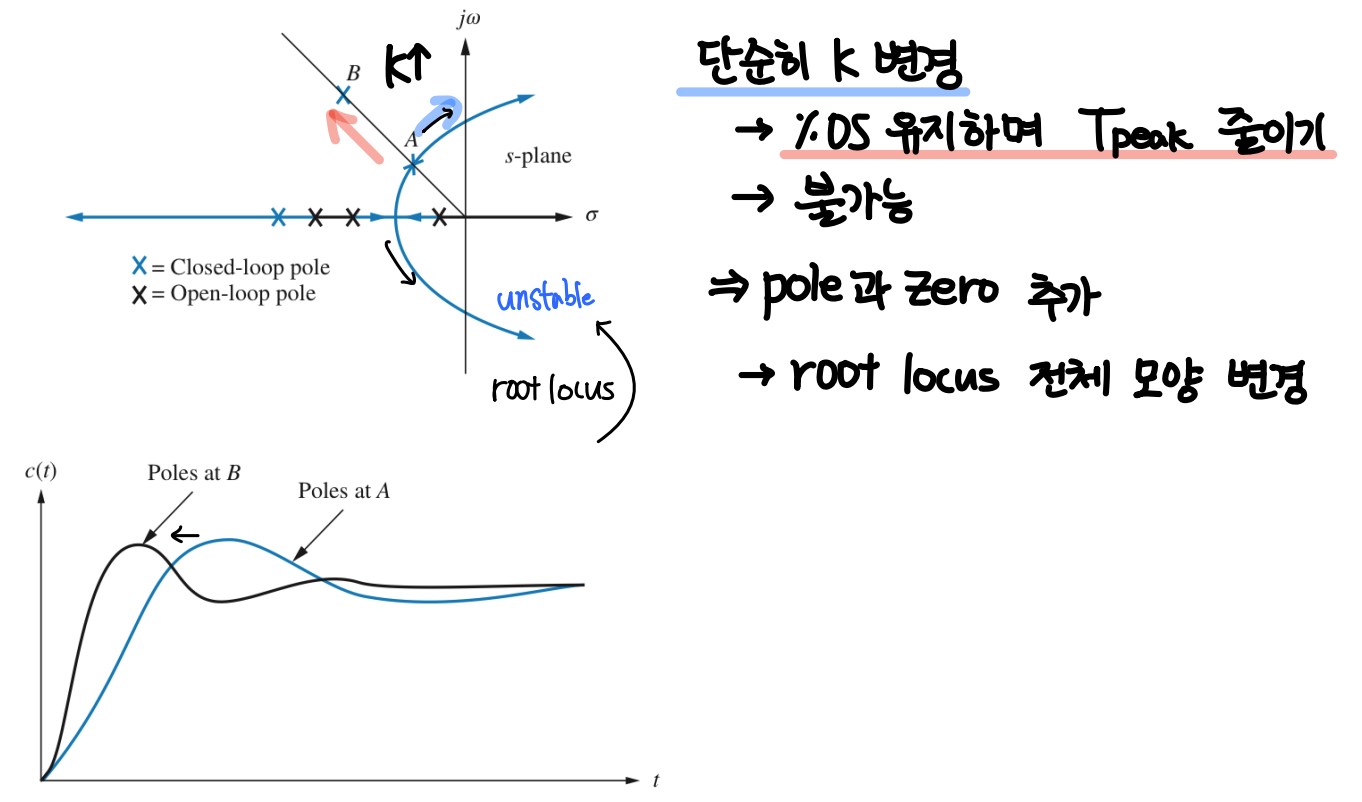 jω
B
K↑
A
s-plane
σ
X = Closed-loop pole
X = Open-loop pole
unstable
root locus
단순히 K 변경
→ %OS 유지하며 Tpeak 줄이기
→ 불가능
⇒ pole과 zero 추가
→ root locus 전체 모양 변경
c(t)
Poles at B
Poles at A
←
t